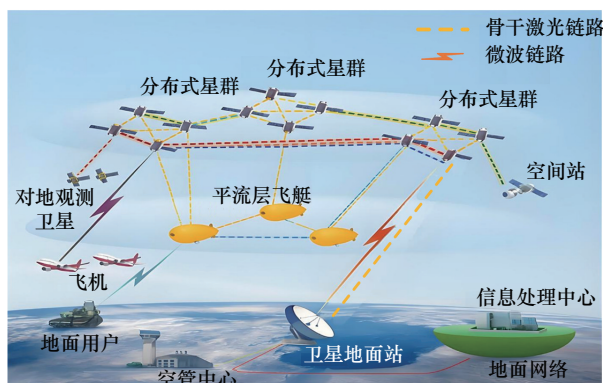 骨干激光链路
微波链路
分布式星群
分布式星群
分布式星群
空间站
对地观测
卫星
平流层飞艇
飞机
地面用户
空管中心
卫星地面站
信息处理中心
地面网络